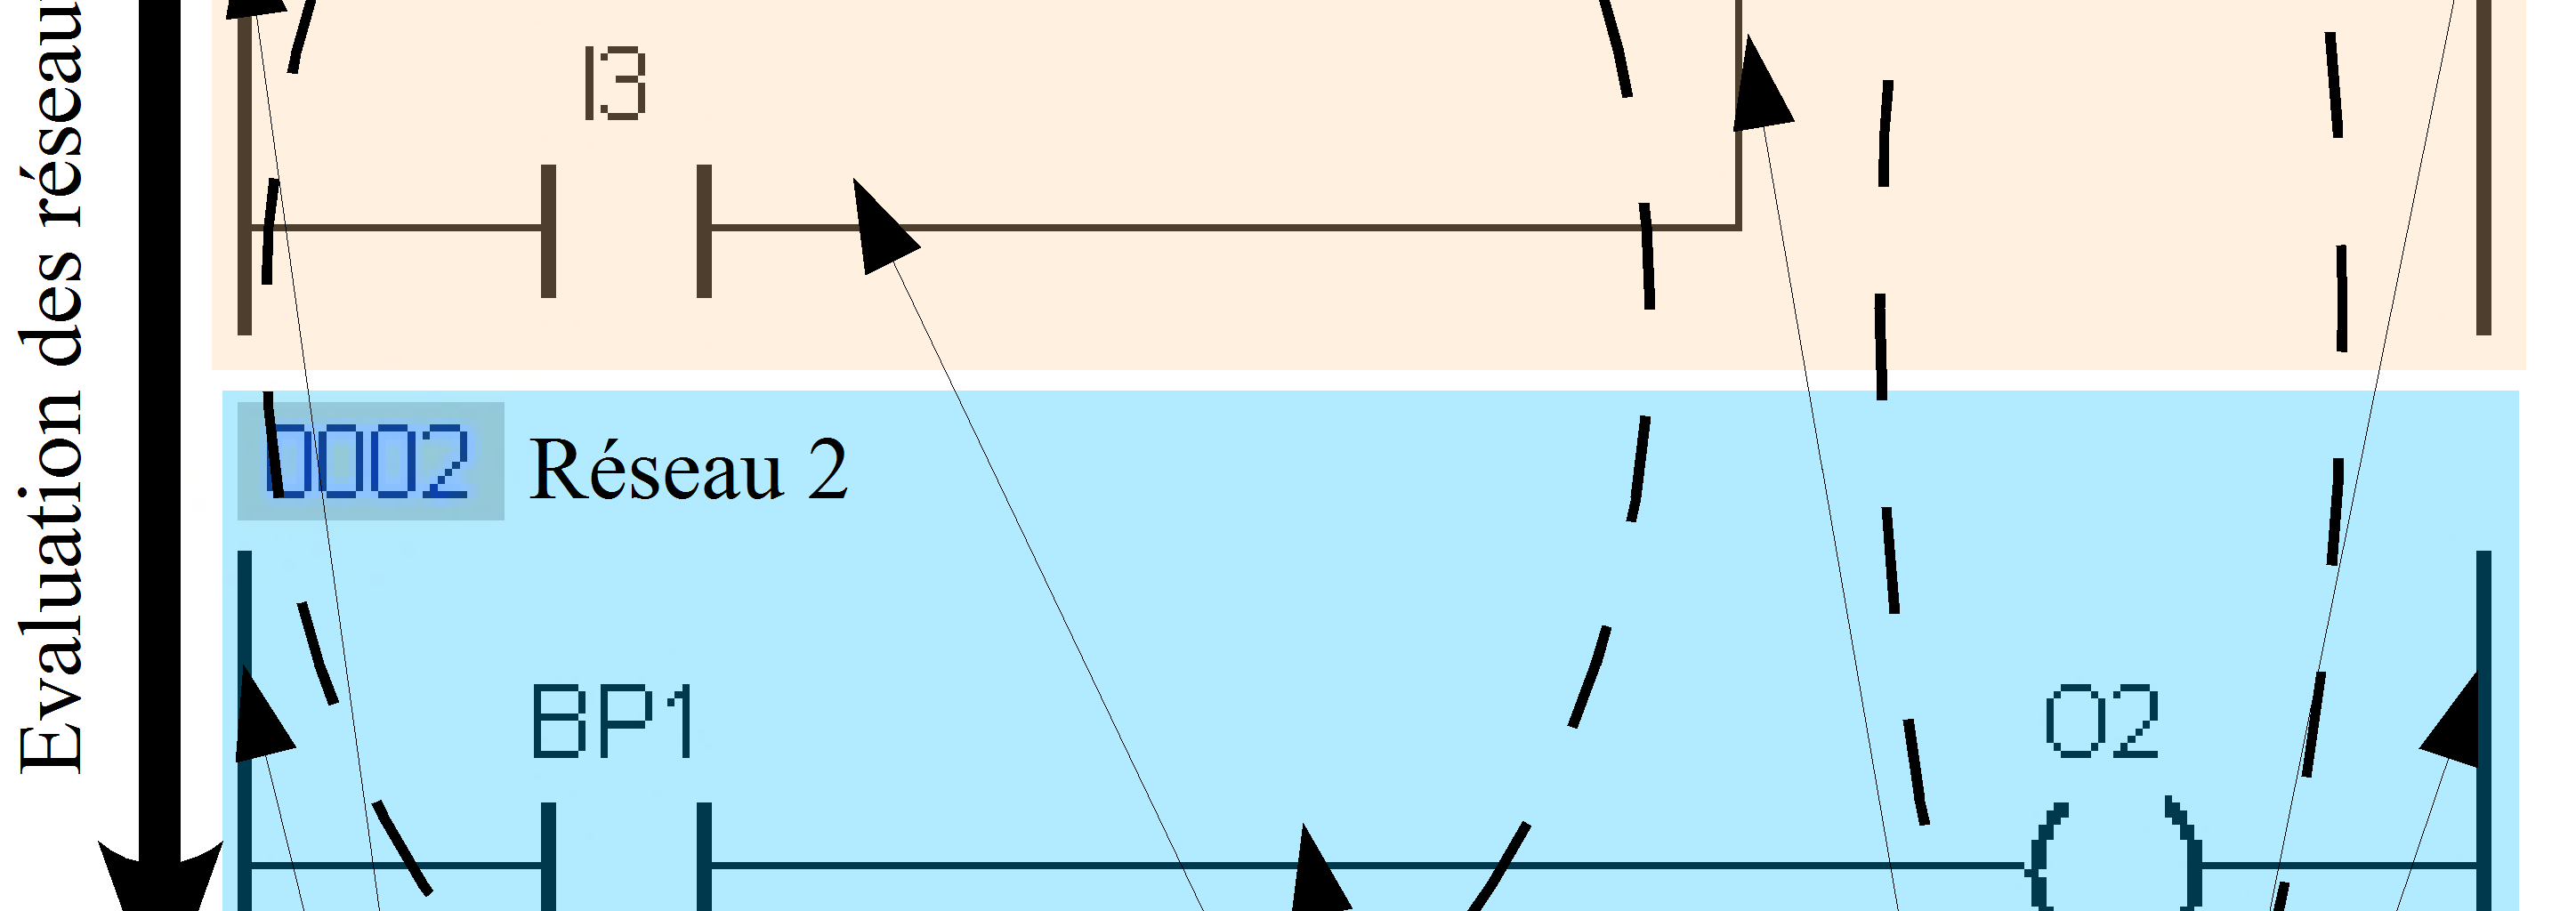 Evaluation des réseau
I3
0002 Réseau 2
BP1
O2